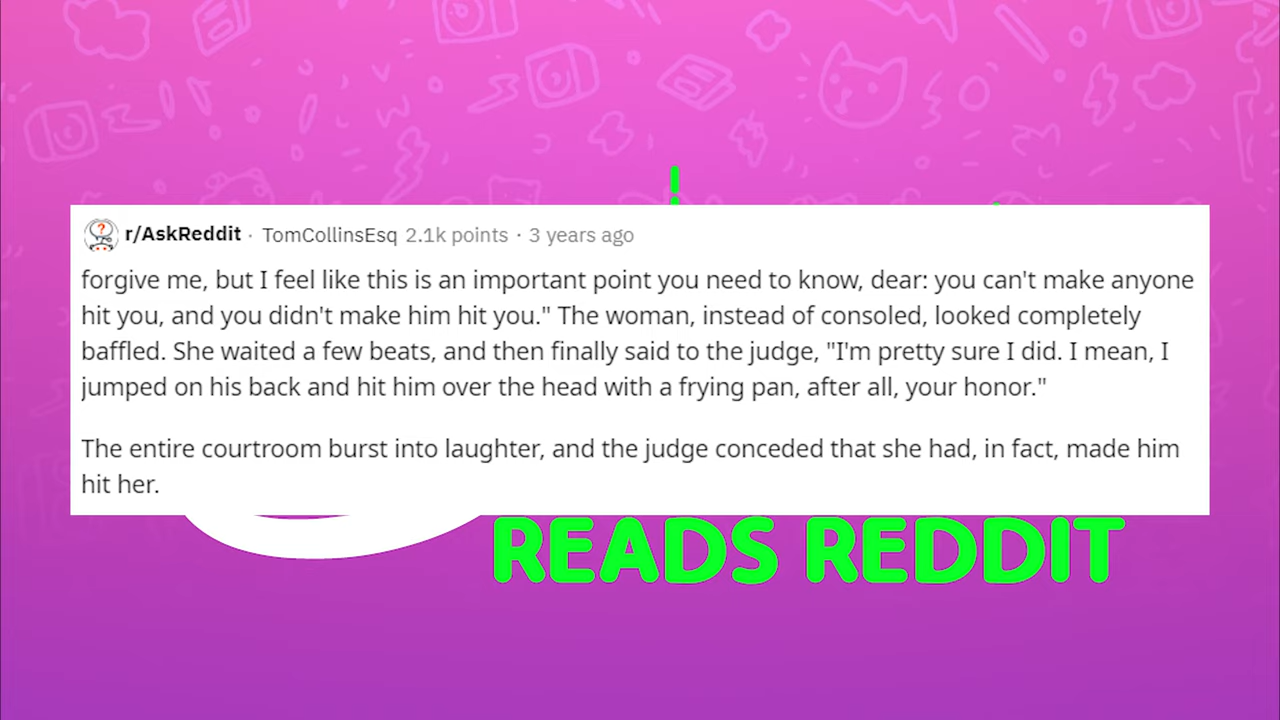 r/AskReddit · TomCollinsEsq 2.1k points · 3 years ago
forgive me, but I feel like this is an important point you need to know, dear: you can't make anyone
hit you, and you didn't make him hit you." The woman, instead of consoled, looked completely
baffled. She waited a few beats, and then finally said to the judge, "I'm pretty sure I did. I mean, I
jumped on his back and hit him over the head with a frying pan, after all, your honor."
The entire courtroom burst into laughter, and the judge conceded that she had, in fact, made him
hit her.
READS REDDIT